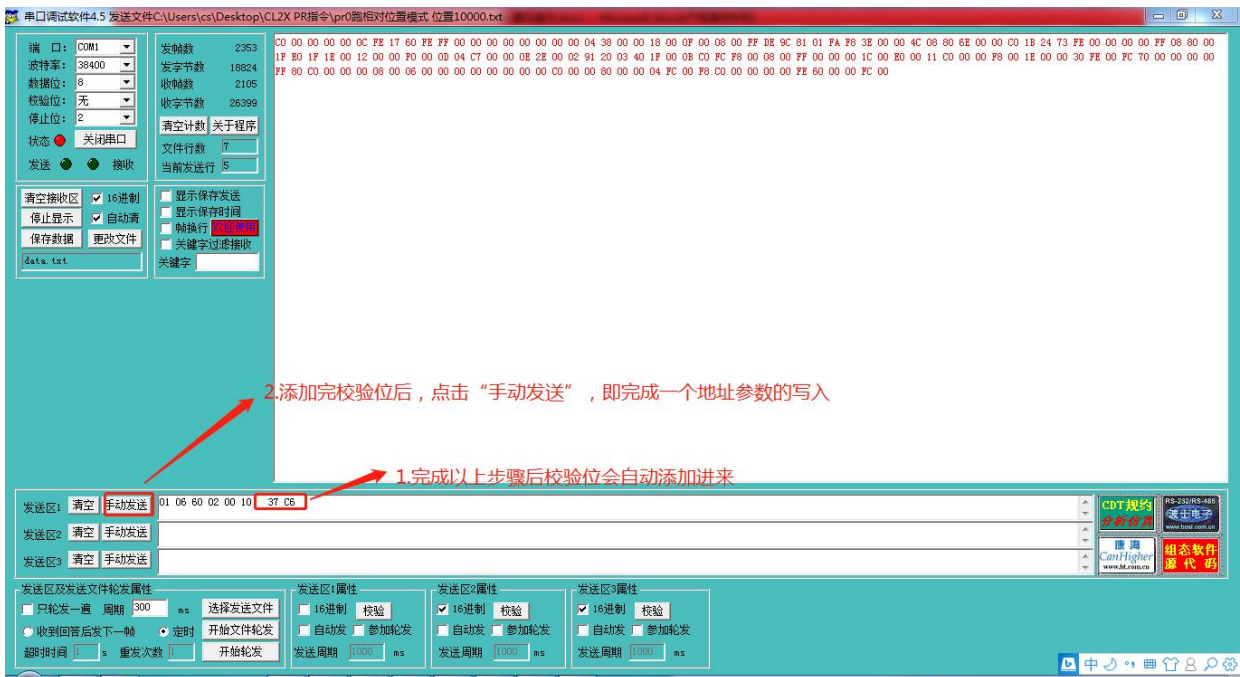 串口调试软件4.5 发送文件C:\Users\cs\Desktop\CL2X PR指令\pr0跑相对位置模式 位置10000.txt
端 口: COM1
波特率: 38400
数据位: 8
校验位: 无
停止位: 2
状态 关闭串口
发送 接收
发帧数 2353
发字节数 18824
收帧数 2105
收字节数 26399
清空计数 关于程序
文件行数 7
当前发送行 5
清空接收区 16进制
停止显示 自动清
保存数据 更改文件
data.txt
显示保存发送
显示保存时间
帧换行 欢迎使用
关键字过滤接收
关键字
C0 00 00 00 00 0C FE 17 60 FE FF 00 00 00 00 00 00 00 00 04 38 00 00 18 00 0F 00 08 00 FF DE 9C 81 01 FA F8 3E 00 00 4C 08 80 6E 00 00 C0 1B 24 73 FE 00 00 00 00 FF 08 80 00
1F E0 1F 1E 00 12 00 00 F0 00 0D 04 C7 00 00 0E 2E 00 02 91 20 03 40 1F 00 0B C0 FC F8 00 08 00 FF 00 00 00 1C 00 E0 00 11 C0 00 00 F8 00 1E 00 00 30 FE 00 FC 70 00 00 00 00
FF 80 C0 00 00 00 08 00 06 00 00 00 00 00 00 C0 00 00 80 00 00 04 FC 00 F8 C0 00 00 00 00 FE 60 00 00 FC 00
2.添加完校验位后，点击“手动发送”，即完成一个地址参数的写入
1.完成以上步骤后校验位会自动添加进来
发送区1 清空 手动发送 01 06 60 02 00 10 37 C6
发送区2 清空 手动发送
发送区3 清空 手动发送
CDT规约
分析仿真
RS-232/RS-485
波士电子
www.bosi.com.cn
康海
CanHigher
www.ht.com.cn
组态软件
源代码
发送区及发送文件轮发属性
只轮发一遍 周期 300 ms 选择发送文件
收到回答后发下一帧 定时 开始文件轮发
超时时间 1 s 重发次数 1 开始轮发
发送区1属性
16进制 校验
自动发 参加轮发
发送周期 1000 ms
发送区2属性
16进制 校验
自动发 参加轮发
发送周期 1000 ms
发送区3属性
16进制 校验
自动发 参加轮发
发送周期 1000 ms
中